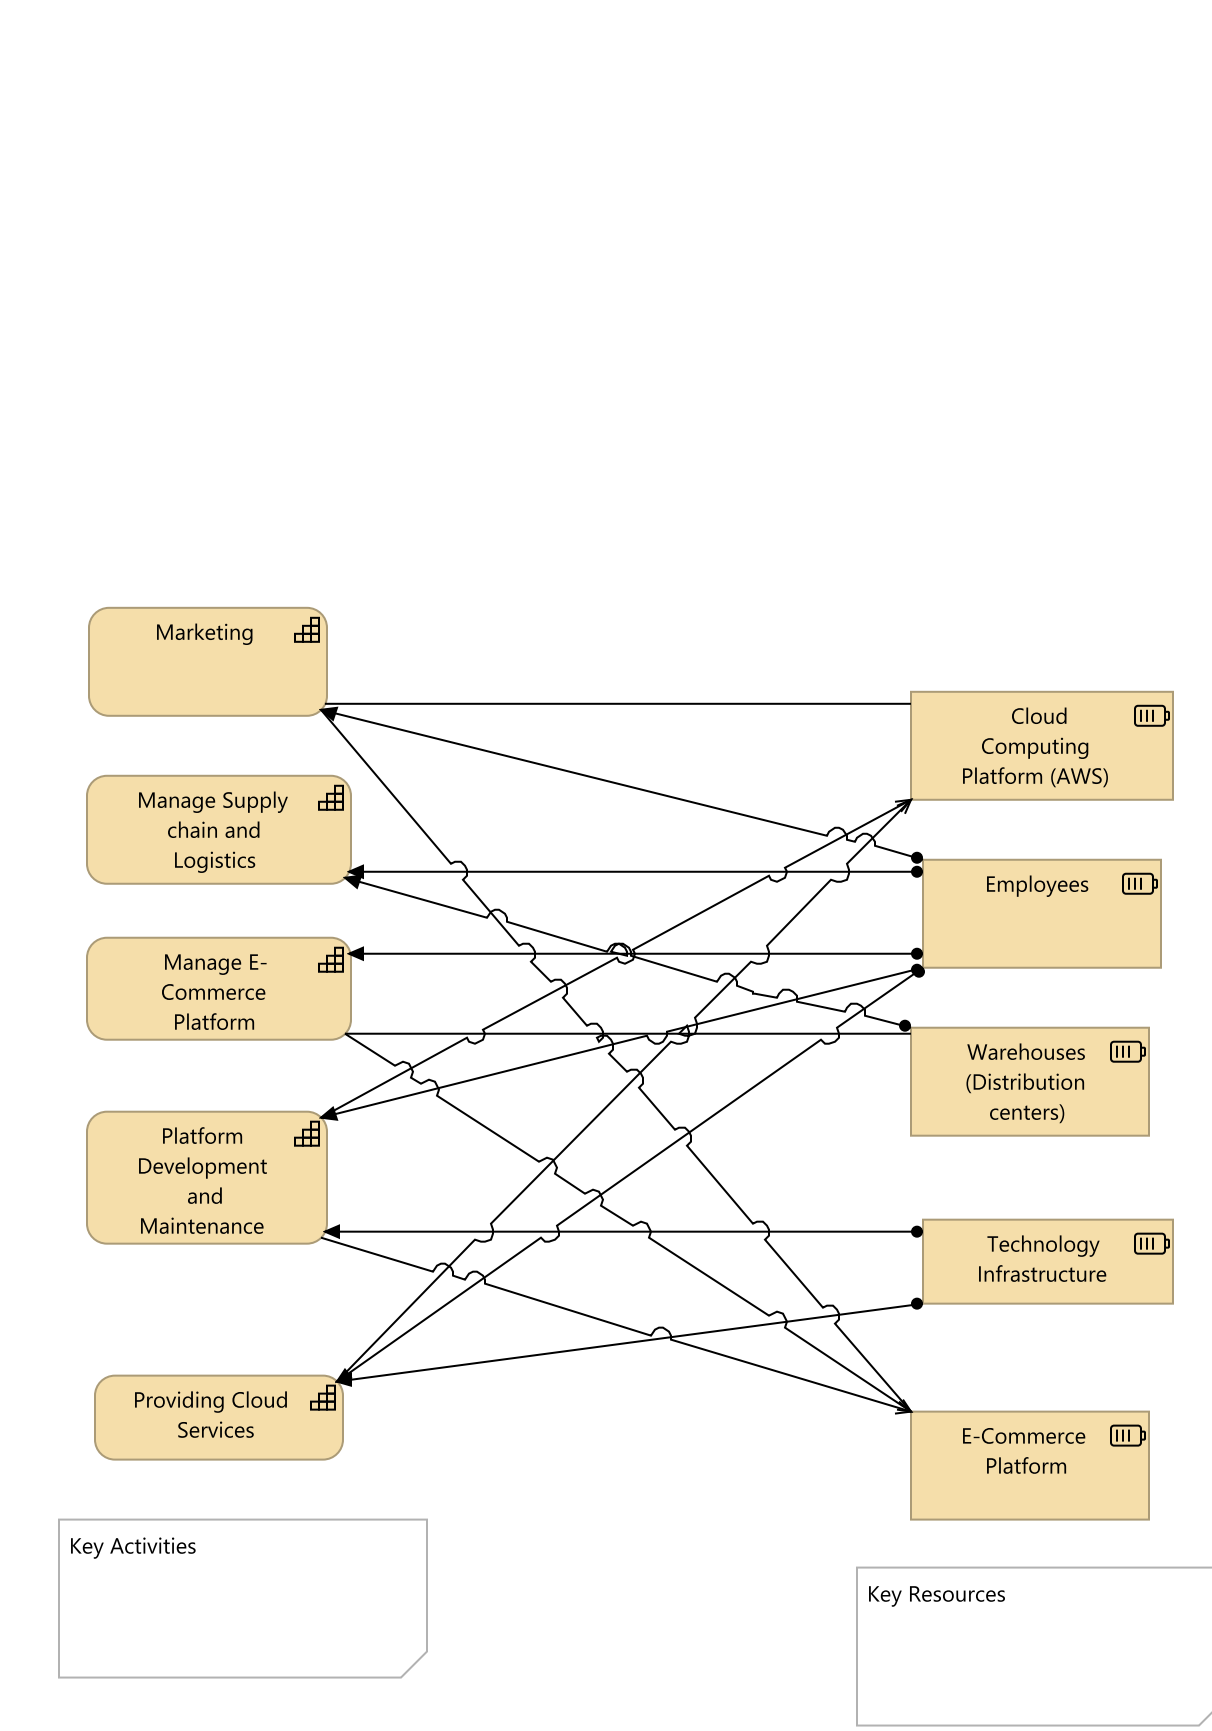 Marketing
Manage Supply
chain and
Logistics
Manage E-
Commerce
Platform
Platform
Development
and
Maintenance
Providing Cloud
Services
Key Activities
Cloud
Computing
Platform (AWS)
Employees
Warehouses
(Distribution
centers)
Technology
Infrastructure
E-Commerce
Platform
Key Resources